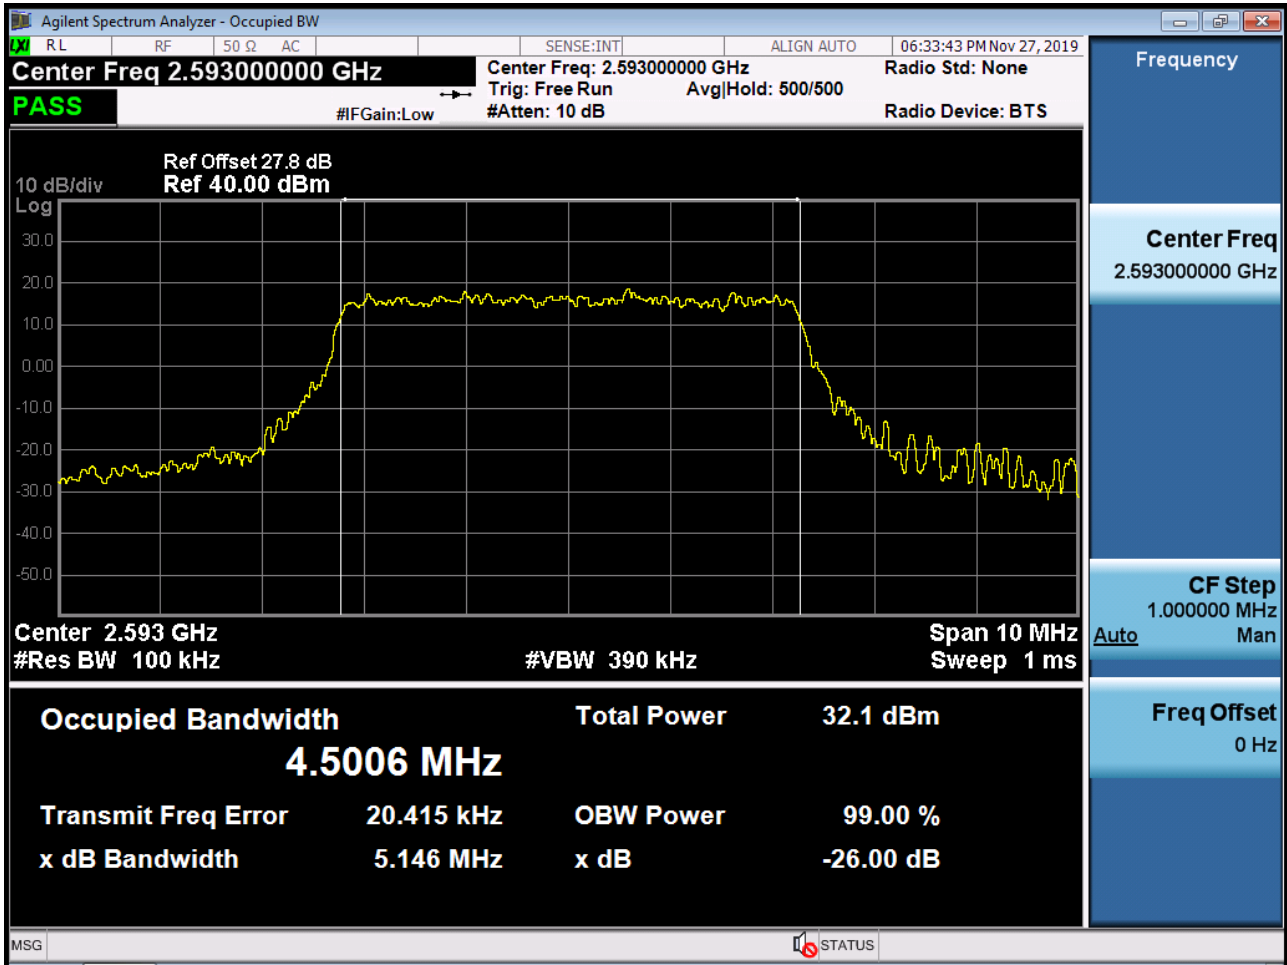 Agilent Spectrum Analyzer - Occupied BW
LXI RL RF 50 Ω AC SENSE:INT ALIGN AUTO 06:33:43 PM Nov 27, 2019
Center Freq 2.593000000 GHz
Center Freq: 2.593000000 GHz
Radio Std: None
Trig: Free Run Avg|Hold: 500/500
PASS
#IFGain:Low
#Atten: 10 dB
Radio Device: BTS
Ref Offset 27.8 dB
10 dB/div Ref 40.00 dBm
Log
30.0
20.0
10.0
0.00
-10.0
-20.0
-30.0
-40.0
-50.0
Center 2.593 GHz Span 10 MHz
#Res BW 100 kHz #VBW 390 kHz Sweep 1 ms
Occupied Bandwidth Total Power 32.1 dBm
4.5006 MHz
Transmit Freq Error 20.415 kHz OBW Power 99.00 %
x dB Bandwidth 5.146 MHz x dB -26.00 dB
Frequency
Center Freq
2.593000000 GHz
CF Step
1.000000 MHz
Auto Man
Freq Offset
0 Hz
MSG STATUS